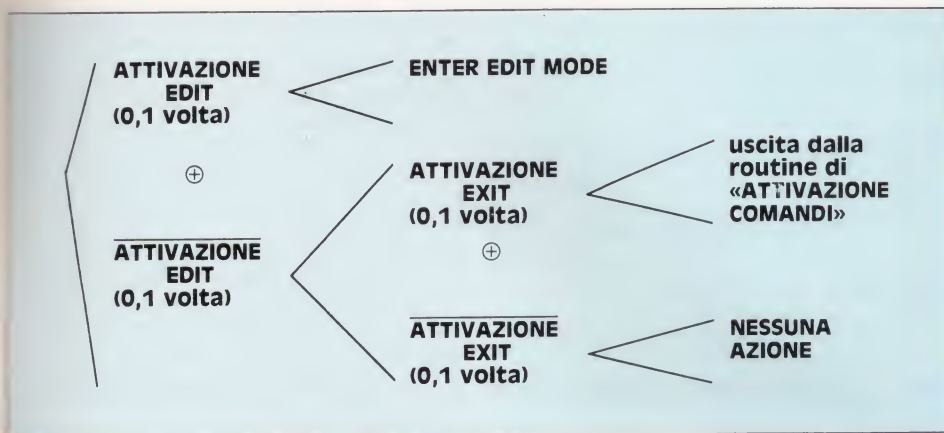 ATTIVAZIONE
EDIT
(0,1 volta)
ENTER EDIT MODE
⊕
ATTIVAZIONE
EDIT
(0,1 volta)
ATTIVAZIONE
EXIT
(0,1 volta)
uscita dalla
routine di
«ATTIVAZIONE
COMANDI»
⊕
ATTIVAZIONE
EXIT
(0,1 volta)
NESSUNA
AZIONE